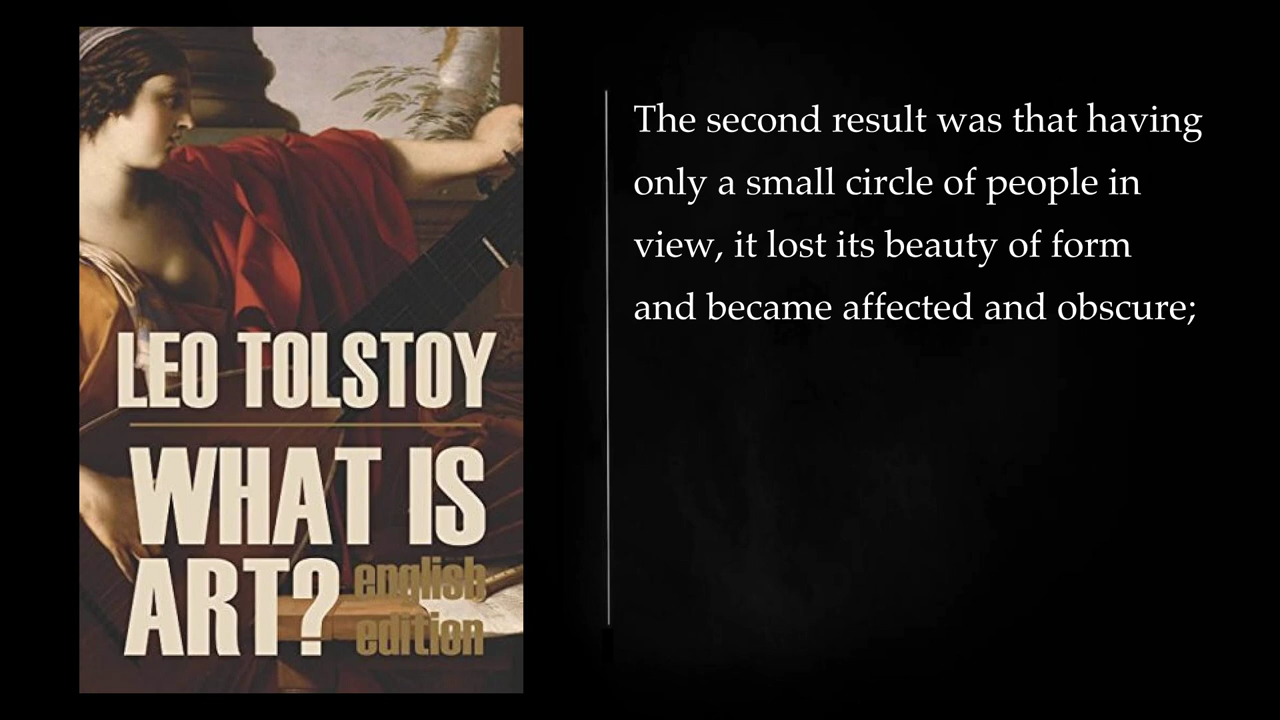 LEO TOLSTOY
WHAT IS
ART?
english
edition
The second result was that having
only a small circle of people in
view, it lost its beauty of form
and became affected and obscure;